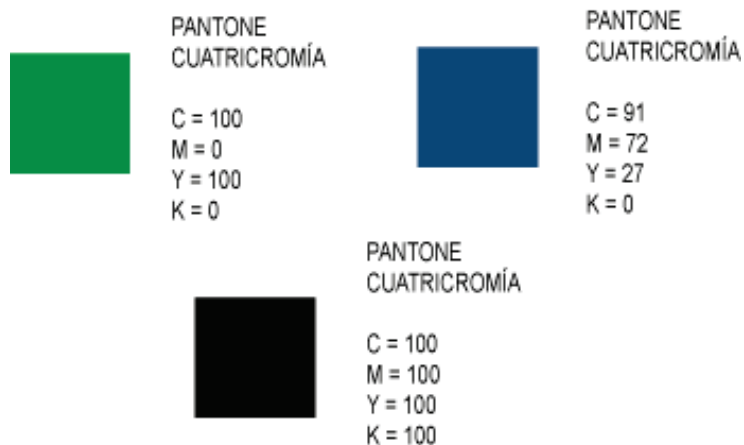 PANTONE
CUATRICROMÍA
C = 100
M = 0
Y = 100
K = 0
PANTONE
CUATRICROMÍA
C = 91
M = 72
Y = 27
K = 0
PANTONE
CUATRICROMÍA
C = 100
M = 100
Y = 100
K = 100